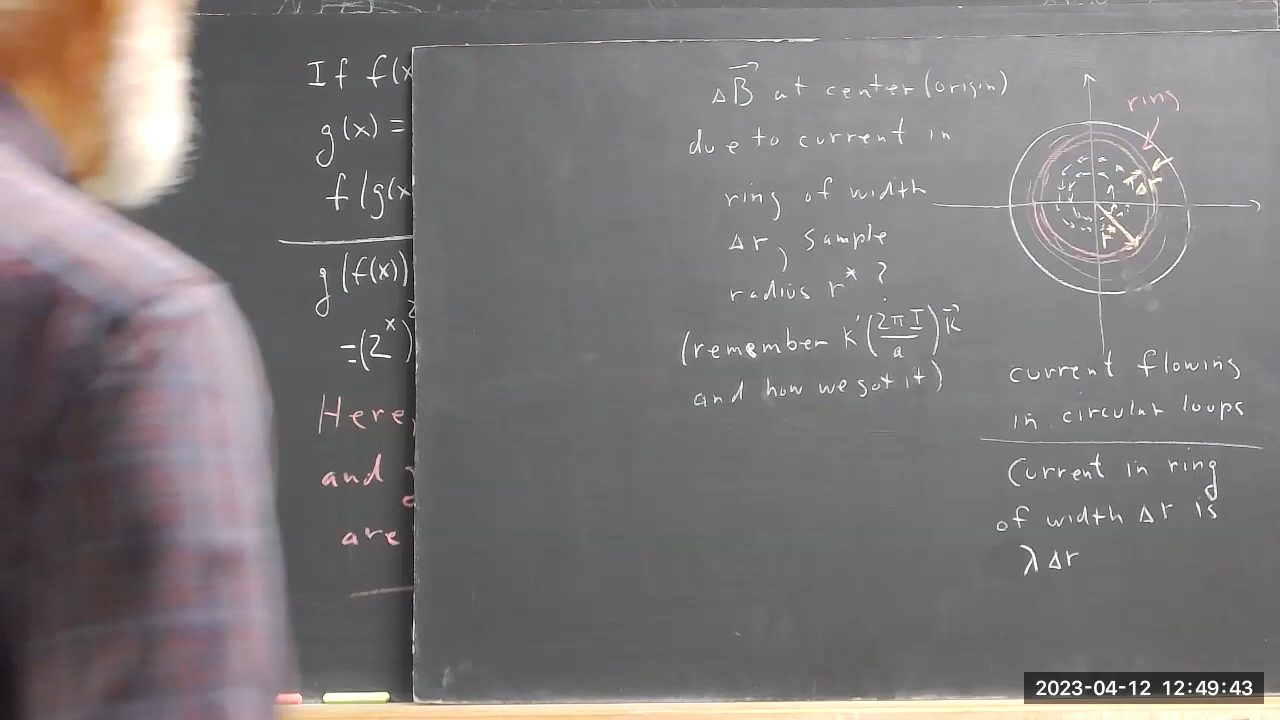 If f(x
g(x) =
f(g(x
g(f(x))
=(2^x)^2
Here,
and
are
ΔB⃗ at center (origin)
due to current in
ring of width
Δr, sample
radius r* ?
(remember k'(2πI/a) k⃗
and how we got it)
ring
Δr
r*
current flowing
in circular loops
Current in ring
of width Δr is
λΔr
2023-04-12 12:49:43